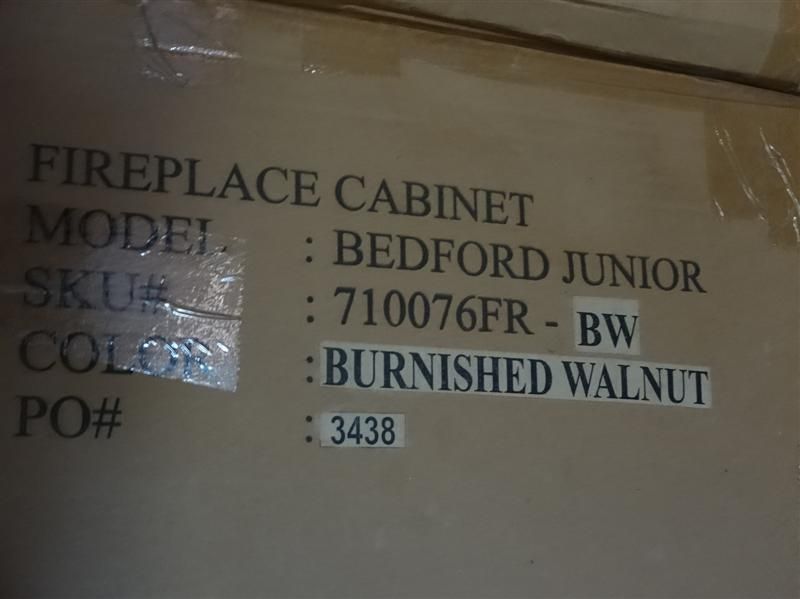 FIREPLACE CABINET
MODEL : BEDFORD JUNIOR
SKU# : 710076FR - BW
COLOR : BURNISHED WALNUT
PO# : 3438